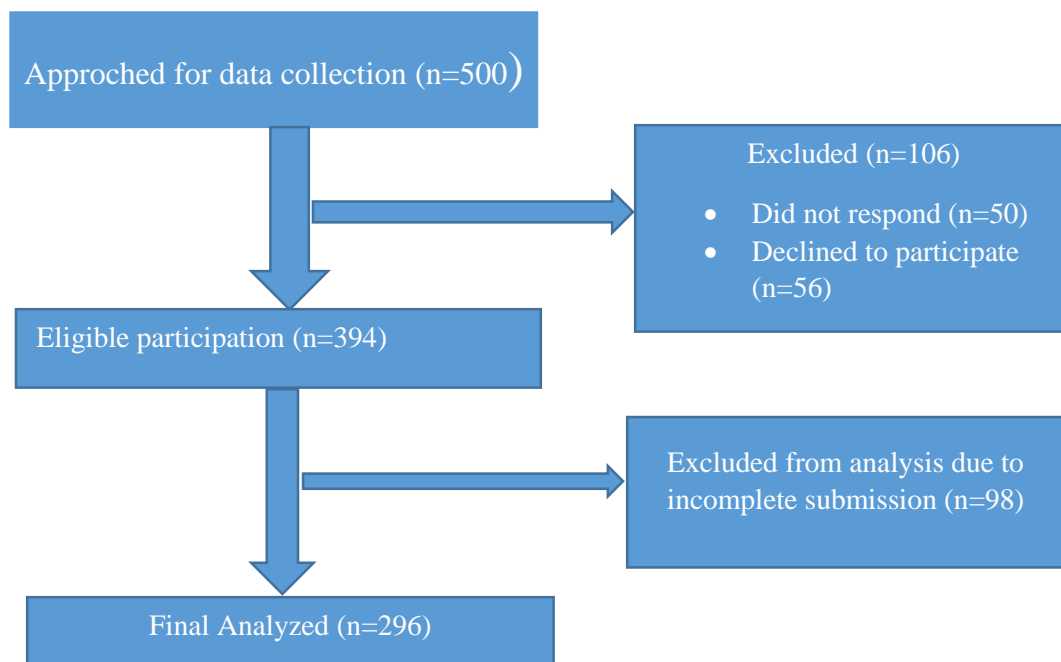 Approched for data collection (n=500)
Excluded (n=106)
• Did not respond (n=50)
• Declined to participate
(n=56)
Eligible participation (n=394)
Excluded from analysis due to
incomplete submission (n=98)
Final Analyzed (n=296)